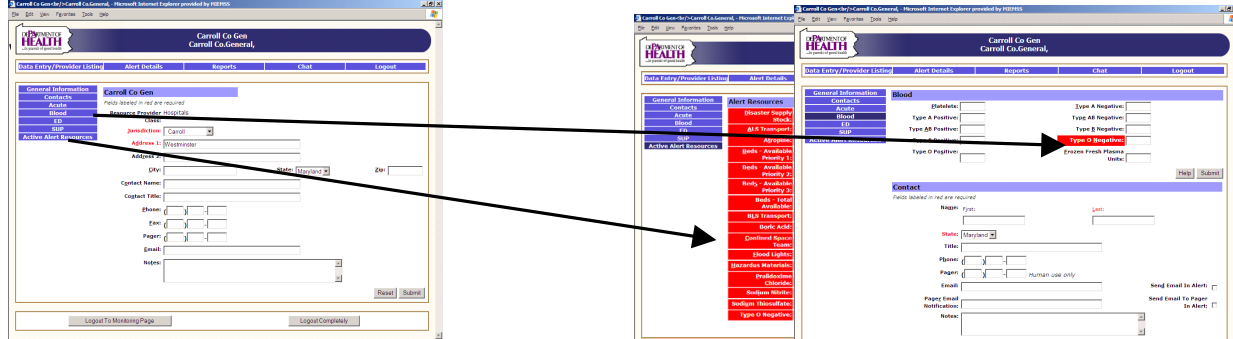 Carroll Co Gen<br/>Carroll Co.General, - Microsoft Internet Explorer provided by MIEMSS
File Edit View Favorites Tools Help
DEPARTMENT OF
HEALTH
Carroll Co Gen
Carroll Co.General,
Data Entry/Provider Listing Alert Details Reports Chat Logout
General Information
Contacts
Acute
Blood
ED
SUP
Active Alert Resources
Carroll Co Gen
Fields labeled in red are required
Resource Provider Class: Hospitals
Jurisdiction: Carroll
Address 1: Westminster
Address 2:
City: State: Maryland Zip:
Contact Name:
Contact Title:
Phone: ( ) -
Fax: ( ) -
Pager: ( ) -
Email:
Notes:
Reset Submit
Logout To Monitoring Page Logout Completely
Carroll Co Gen<br/>Carroll Co.General, - Microsoft Internet
File Edit View Favorites Tools Help
DEPARTMENT OF
HEALTH
Data Entry/Provider Listing Alert Details
General Information
Contacts
Acute
Blood
ED
SUP
Active Alert Resources
Alert Resources
Disaster Supply
Stock:
ALS Transport:
Atropine:
Beds - Available
Priority 1:
Beds - Available
Priority 2:
Beds - Available
Priority 3:
Beds - Total
Available:
BLS Transport:
Boric Acid:
Confined Space
Team:
Flood Lights:
Hazardus Materials:
Pralidoxime
Chloride:
Sodium Nitrite:
Sodium Thiosulfate:
Type O Negative:
Carroll Co Gen<br/>Carroll Co.General, - Microsoft Internet Explorer provided by MIEMSS
File Edit View Favorites Tools Help
DEPARTMENT OF
HEALTH
Carroll Co Gen
Carroll Co.General,
Data Entry/Provider Listing Alert Details Reports Chat Logout
General Information
Contacts
Acute
Blood
ED
SUP
Active Alert Resources
Blood
Platelete: Type A Negative:
Type A Positive: Type AB Negative:
Type AB Positive: Type B Negative:
Type B Positive: Type O Negative:
Type O Positive: Frozen Fresh Plasma
Units:
Help Submit
Contact
Fields labeled in red are required
Name: First: Last:
State: Maryland
Title:
Phone: ( ) -
Pager: ( ) - Human use only
Email: Send Email In Alert:
Pager Email
Notification: Send Email To Pager
In Alert:
Notes: